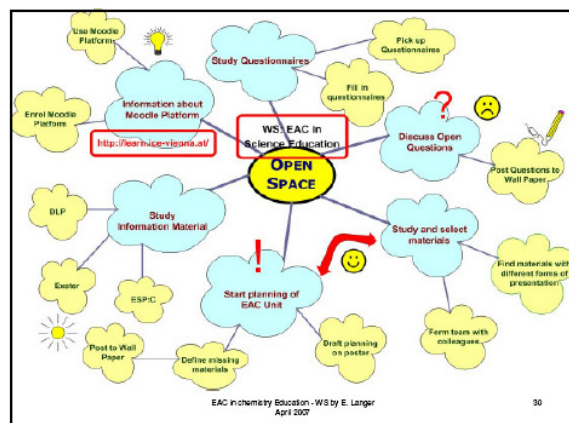 Use Moodle
Platform
Study Questionnaires
Pick up
Questionnaires
Fill in
questionnaires
Information about
Moodle Platform
Enrol Moodle
Platform
http://learn.ice-vienna.at/
WS: EAC in
Science Education
OPEN
SPACE
?
Discuss Open
Questions
Post Questions to
Wall Paper
DLP
Study
Information Material
Exeter
ESP:C
Study and select
materials
Find materials with
different forms of
presentation
Form team with
colleagues
!
Start planning of
EAC Unit
Post to Wall
Paper
Define missing
materials
Draft planning
on poster
EAC in chemistry Education - WS by E. Langer
April 2007
30